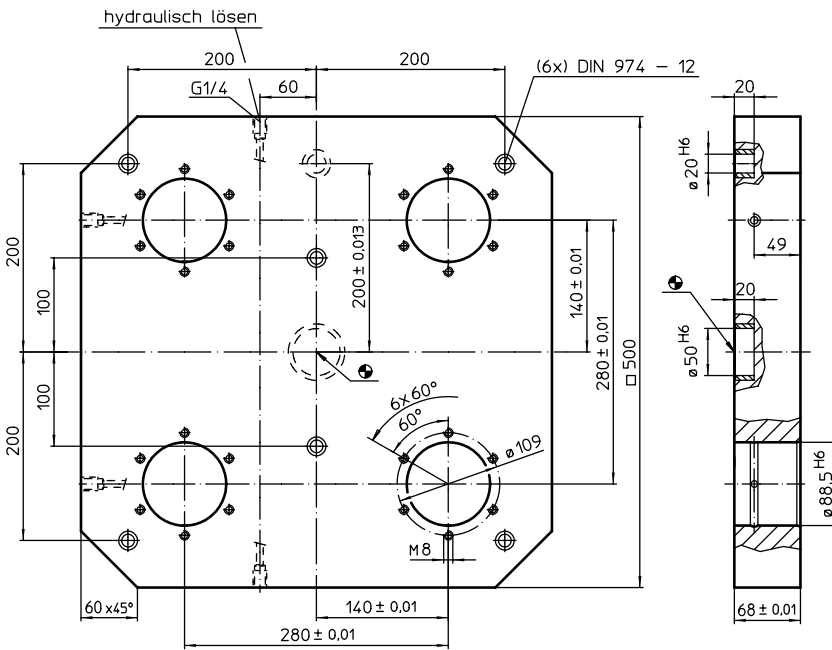 hydraulisch lösen
200
200
(6x) DIN 974 – 12
G1/4
60
20
ø20 H6
49
200
100
200 ± 0,013
140 ± 0,01
280 ± 0,01
□ 500
20
ø50 H6
100
200
6x60°
60°
ø109
M8
ø88,5 H6
60x45°
140 ± 0,01
280 ± 0,01
68 ± 0,01